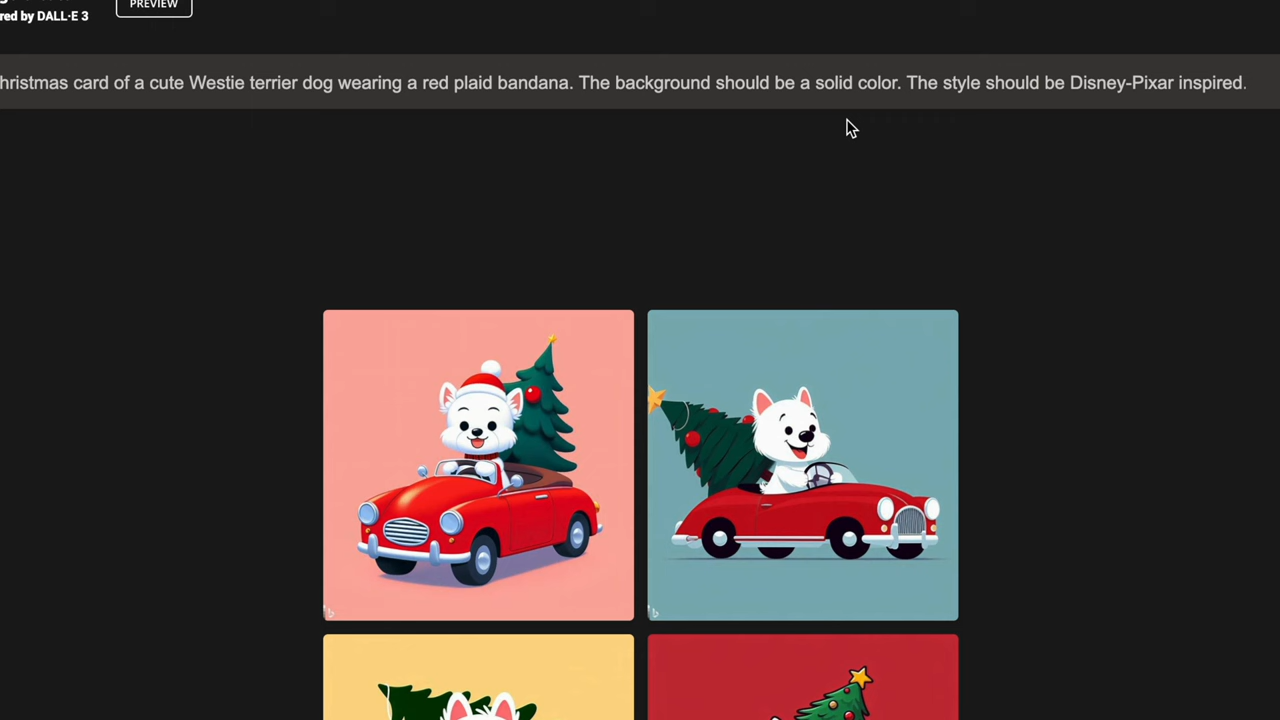 red by DALL·E 3
PREVIEW
hristmas card of a cute Westie terrier dog wearing a red plaid bandana. The background should be a solid color. The style should be Disney-Pixar inspired.